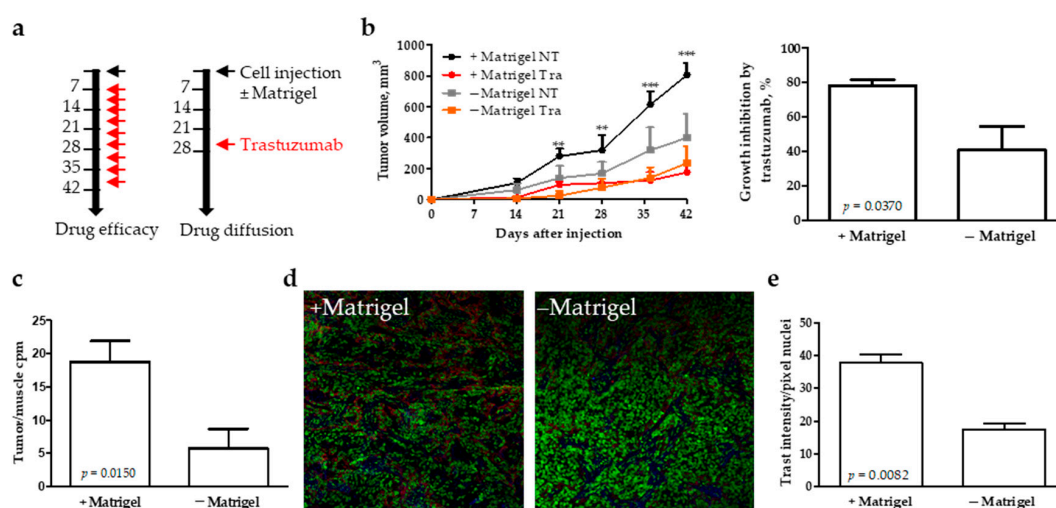 a
7
14
21
28
35
42
Drug efficacy
7
14
21
28
Drug diffusion
Cell injection
± Matrigel
Trastuzumab
b
Tumor volume, mm³
1000
800
600
400
200
0
+ Matrigel NT
+ Matrigel Tra
− Matrigel NT
− Matrigel Tra
**
**
***
***
0
7
14
21
28
35
42
Days after injection
Growth inhibition by
trastuzumab, %
100
80
60
40
20
0
p = 0.0370
+ Matrigel
− Matrigel
c
Tumor/muscle cpm
25
20
15
10
5
0
p = 0.0150
+Matrigel
−Matrigel
d
+Matrigel
−Matrigel
e
Trast intensity/pixel nuclei
50
40
30
20
10
0
p = 0.0082
+ Matrigel
− Matrigel